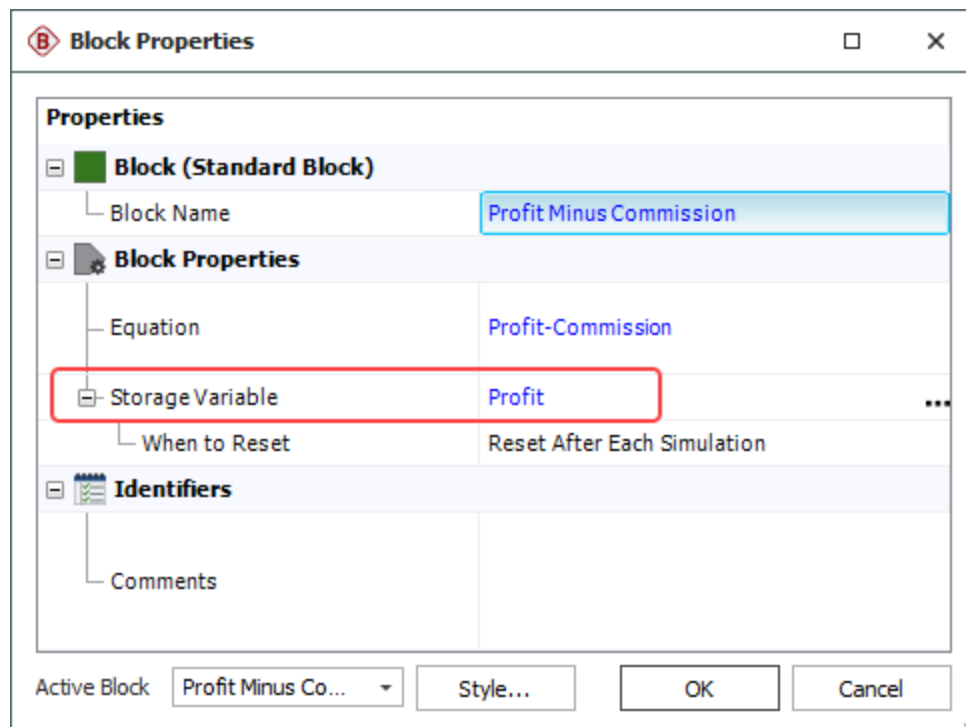 B Block Properties
Properties
Block (Standard Block)
Block Name Profit Minus Commission
Block Properties
Equation Profit-Commission
Storage Variable Profit ...
When to Reset Reset After Each Simulation
Identifiers
Comments
Active Block Profit Minus Co... Style... OK Cancel